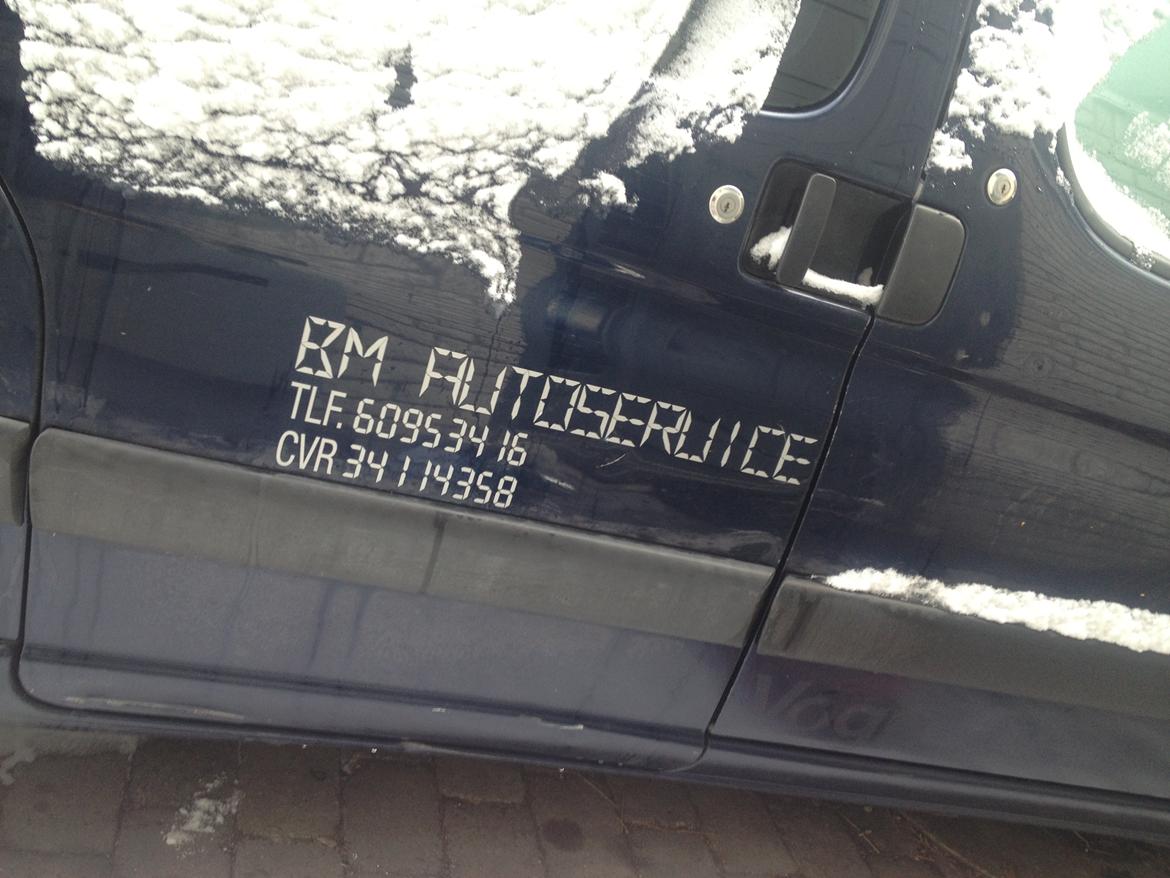 BM AUTOSERVICE
TLF. 60953416
CVR 34114358